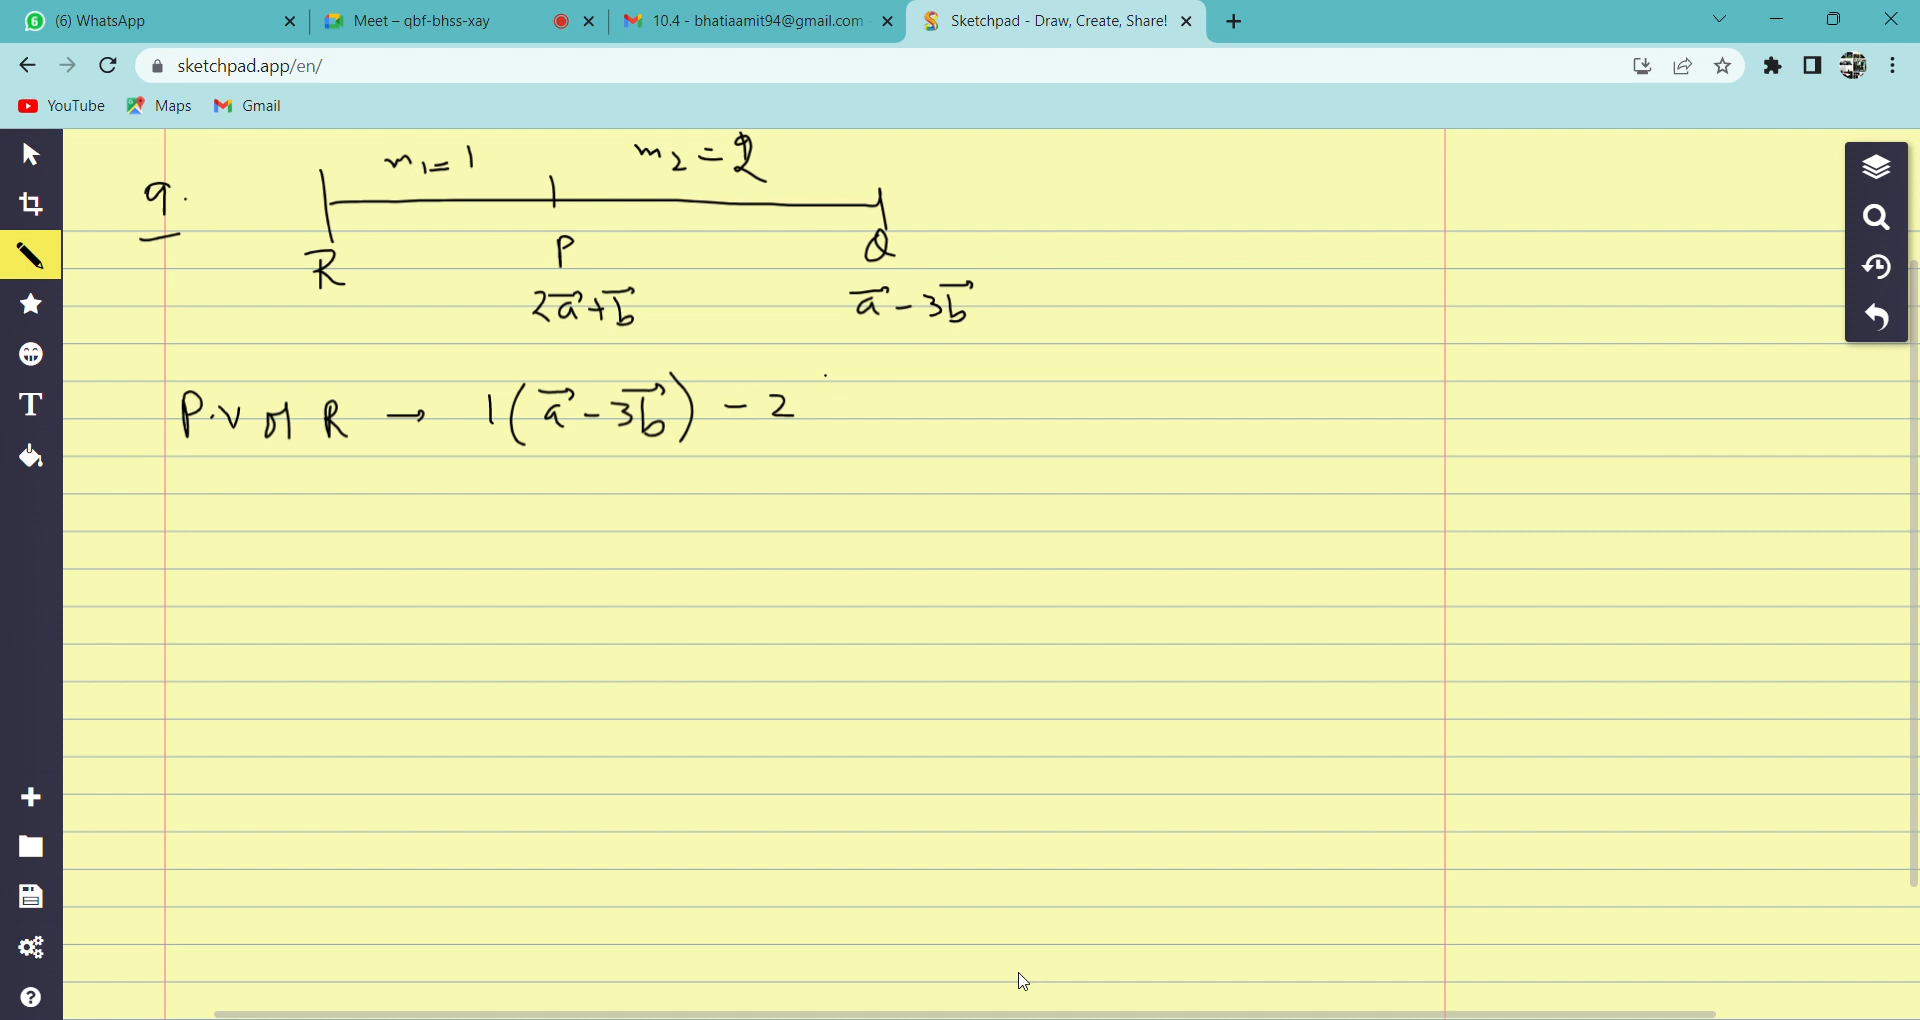 (6) WhatsApp
Meet – qbf-bhss-xay
10.4 - bhatiaamit94@gmail.com -
Sketchpad - Draw, Create, Share!
sketchpad.app/en/
YouTube Maps Gmail
m₁ = 1 m₂ = 2
9.
R P Q
2a⃗ + b⃗ a⃗ - 3b⃗
P.V of R → 1(a⃗ - 3b⃗) - 2
T